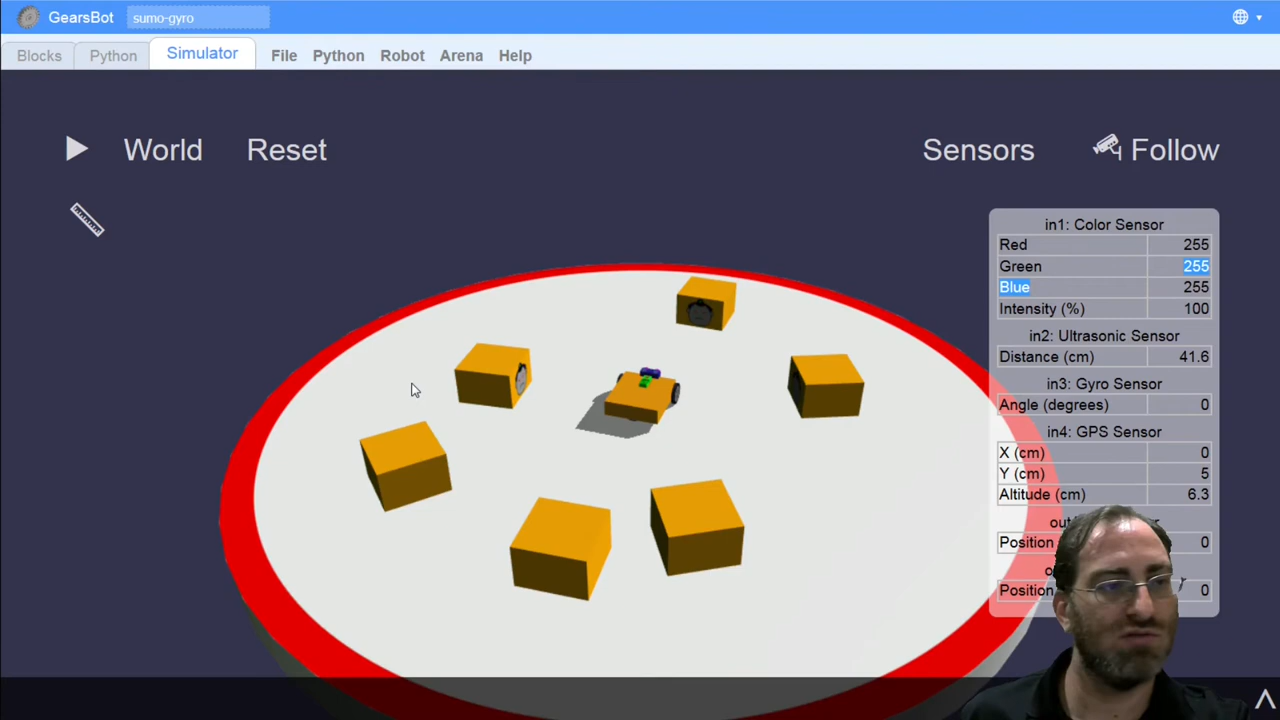 GearsBot sumo-gyro
Blocks Python Simulator File Python Robot Arena Help
World Reset Sensors Follow
in1: Color Sensor
Red 255
Green 255
Blue 255
Intensity (%) 100
in2: Ultrasonic Sensor
Distance (cm) 41.6
in3: Gyro Sensor
Angle (degrees) 0
in4: GPS Sensor
X (cm) 0
Y (cm) 5
Altitude (cm) 6.3
Position 0
Position 0